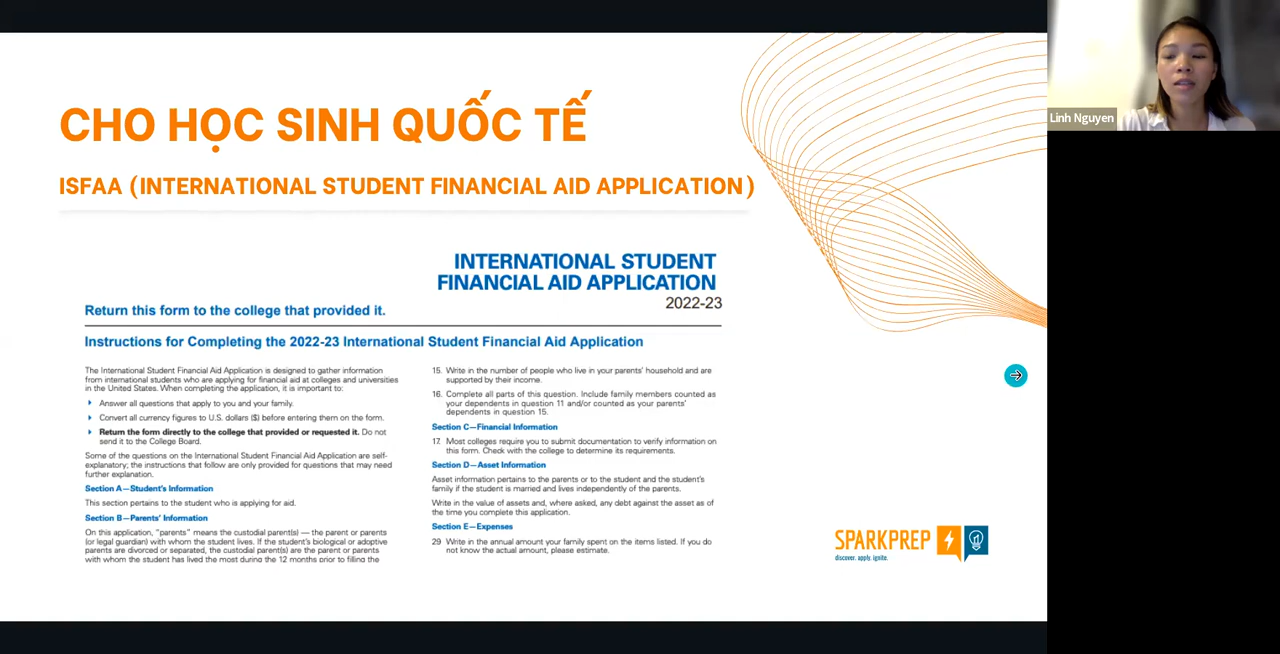 CHO HỌC SINH QUỐC TẾ
ISFAA (INTERNATIONAL STUDENT FINANCIAL AID APPLICATION)
INTERNATIONAL STUDENT
FINANCIAL AID APPLICATION
2022-23
Return this form to the college that provided it.
Instructions for Completing the 2022-23 International Student Financial Aid Application
The International Student Financial Aid Application is designed to gather information
from international students who are applying for financial aid at colleges and universities
in the United States. When completing the application, it is important to:
Answer all questions that apply to you and your family.
Convert all currency figures to U.S. dollars ($) before entering them on the form.
Return the form directly to the college that provided or requested it. Do not
send it to the College Board.
Some of the questions on the International Student Financial Aid Application are self-
explanatory; the instructions that follow are only provided for questions that may need
further explanation.
Section A—Student's Information
This section pertains to the student who is applying for aid.
Section B—Parents' Information
On this application, "parents" means the custodial parent(s) — the parent or parents
(or legal guardian) with whom the student lives. If the student's biological or adoptive
parents are divorced or separated, the custodial parent(s) are the parent or parents
with whom the student has lived the most during the 12 months prior to filling the
15. Write in the number of people who live in your parents' household and are
supported by their income.
16. Complete all parts of this question. Include family members counted as
your dependents in question 11 and/or counted as your parents'
dependents in question 15.
Section C—Financial Information
17. Most colleges require you to submit documentation to verify information on
this form. Check with the college to determine its requirements.
Section D—Asset Information
Asset information pertains to the parents or to the student and the student's
family if the student is married and lives independently of the parents.
Write in the value of assets and, where asked, any debt against the asset as of
the time you complete this application.
Section E—Expenses
29 Write in the annual amount your family spent on the items listed. If you do
not know the actual amount, please estimate.
SPARKPREP
discover. apply. ignite.
Linh Nguyen